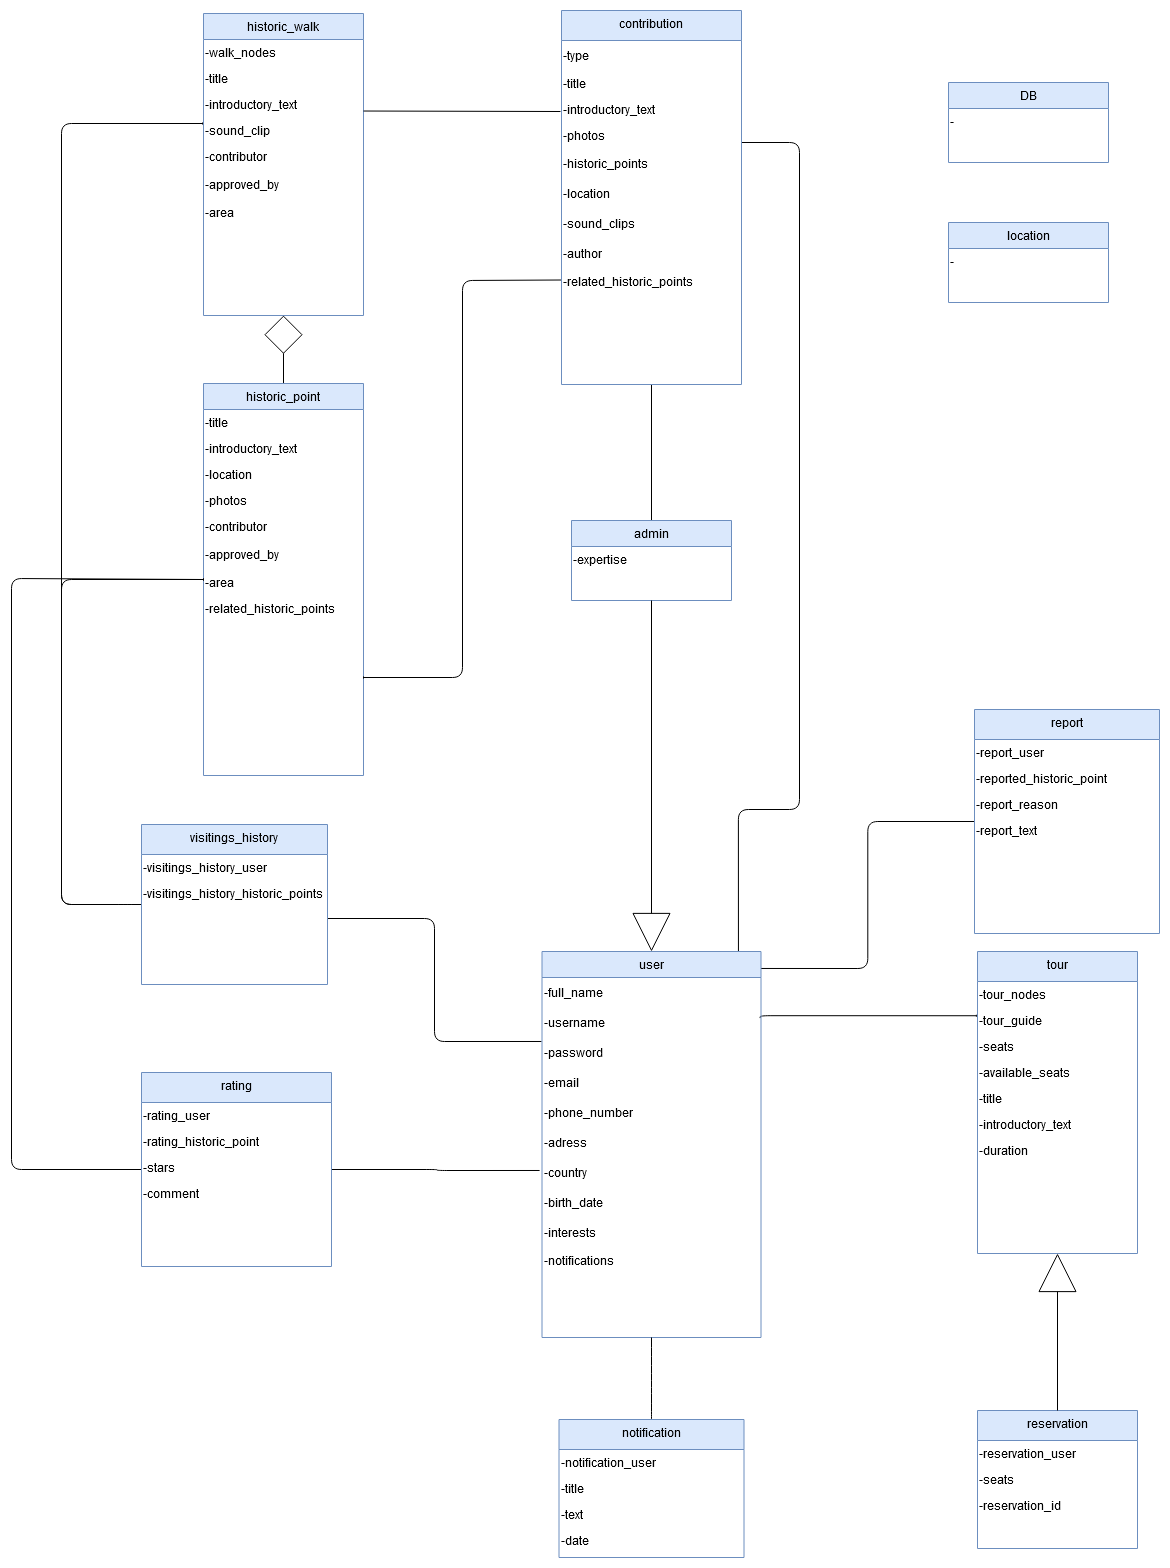 historic_walk
-walk_nodes
-title
-introductory_text
-sound_clip
-contributor
-approved_by
-area
contribution
-type
-title
-introductory_text
-photos
-historic_points
-location
-sound_clips
-author
-related_historic_points
DB
-
location
-
historic_point
-title
-introductory_text
-location
-photos
-contributor
-approved_by
-area
-related_historic_points
admin
-expertise
report
-report_user
-reported_historic_point
-report_reason
-report_text
visitings_history
-visitings_history_user
-visitings_history_historic_points
user
-full_name
-username
-password
-email
-phone_number
-adress
-country
-birth_date
-interests
-notifications
tour
-tour_nodes
-tour_guide
-seats
-available_seats
-title
-introductory_text
-duration
rating
-rating_user
-rating_historic_point
-stars
-comment
notification
-notification_user
-title
-text
-date
reservation
-reservation_user
-seats
-reservation_id